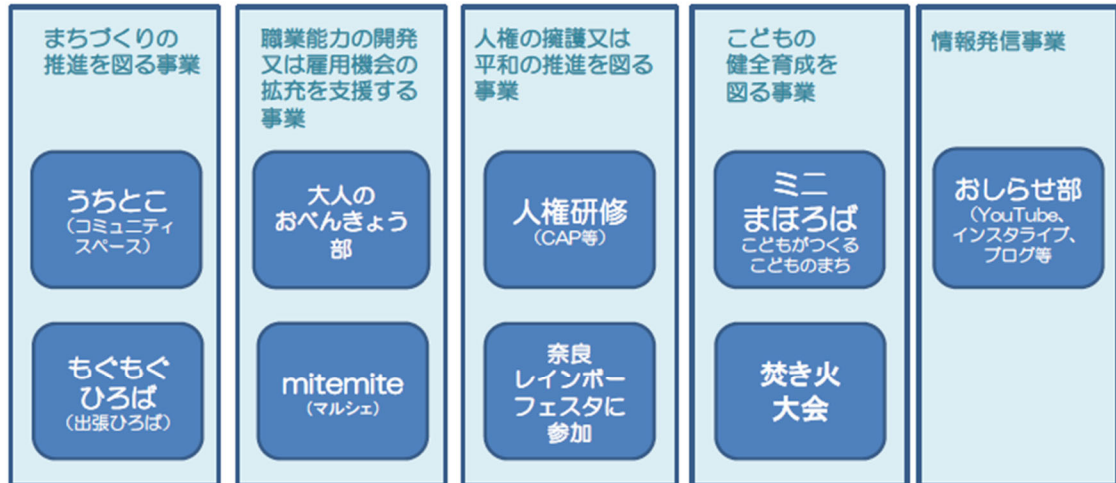 まちづくりの
推進を図る事業
うちとこ
（コミュニティ
スペース）
もぐもぐ
ひろば
（出張ひろば）
職業能力の開発
又は雇用機会の
拡充を支援する
事業
大人の
おべんきょう
部
mitemite
（マルシェ）
人権の擁護又は
平和の推進を図る
事業
人権研修
（CAP等）
奈良
レインボー
フェスタに
参加
こどもの
健全育成を
図る事業
ミニ
まほろば
こどもがつくる
こどものまち
焚き火
大会
情報発信事業
おしらせ部
（YouTube、
インスタライブ、
ブログ等